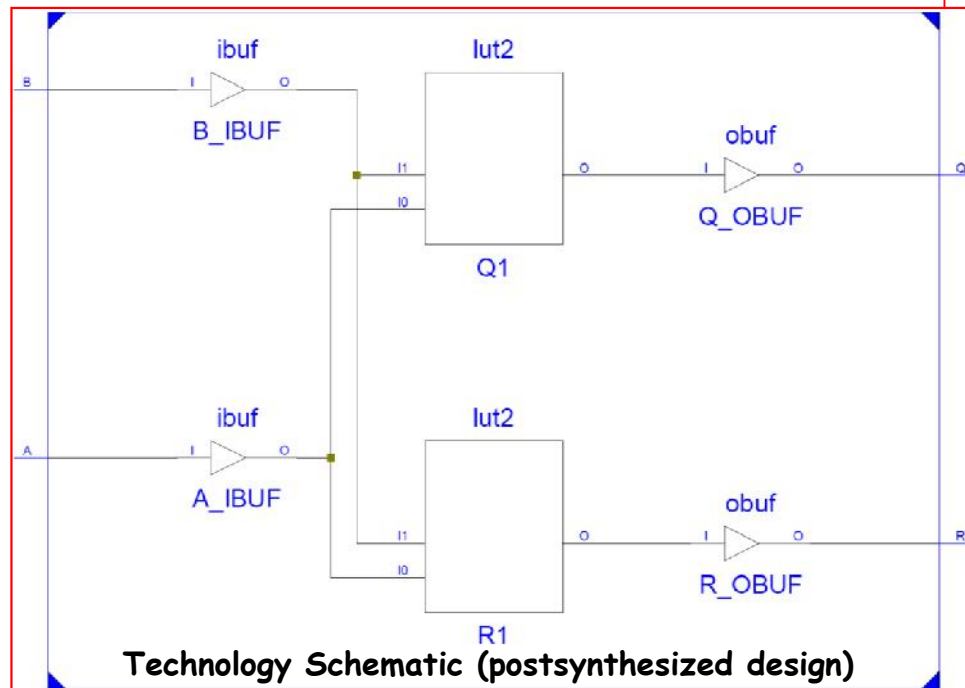 ibuf
lut2
B
I
O
B_IBUF
obuf
I1
O
I
O
Q
I0
Q_OBUF
Q1
ibuf
lut2
A
I
O
A_IBUF
obuf
I1
O
I
O
R
I0
R_OBUF
R1
Technology Schematic (postsynthesized design)